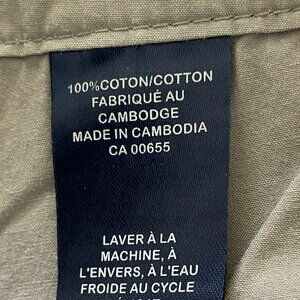 100%COTON/COTTON
FABRIQUÉ AU
CAMBODGE
MADE IN CAMBODIA
CA 00655
LAVER À LA
MACHINE, À
L'ENVERS, À L'EAU
FROIDE AU CYCLE